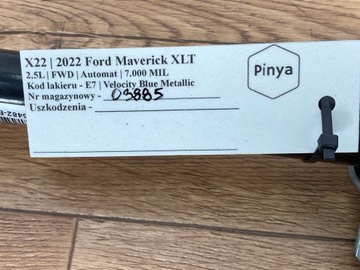 X22 | 2022 Ford Maverick XLT
2.5L | FWD | Automat | 7.000 MIL
Kod lakieru - E7 | Velocity Blue Metallic
Nr magazynowy - 03885
Uszkodzenia -
Pinya